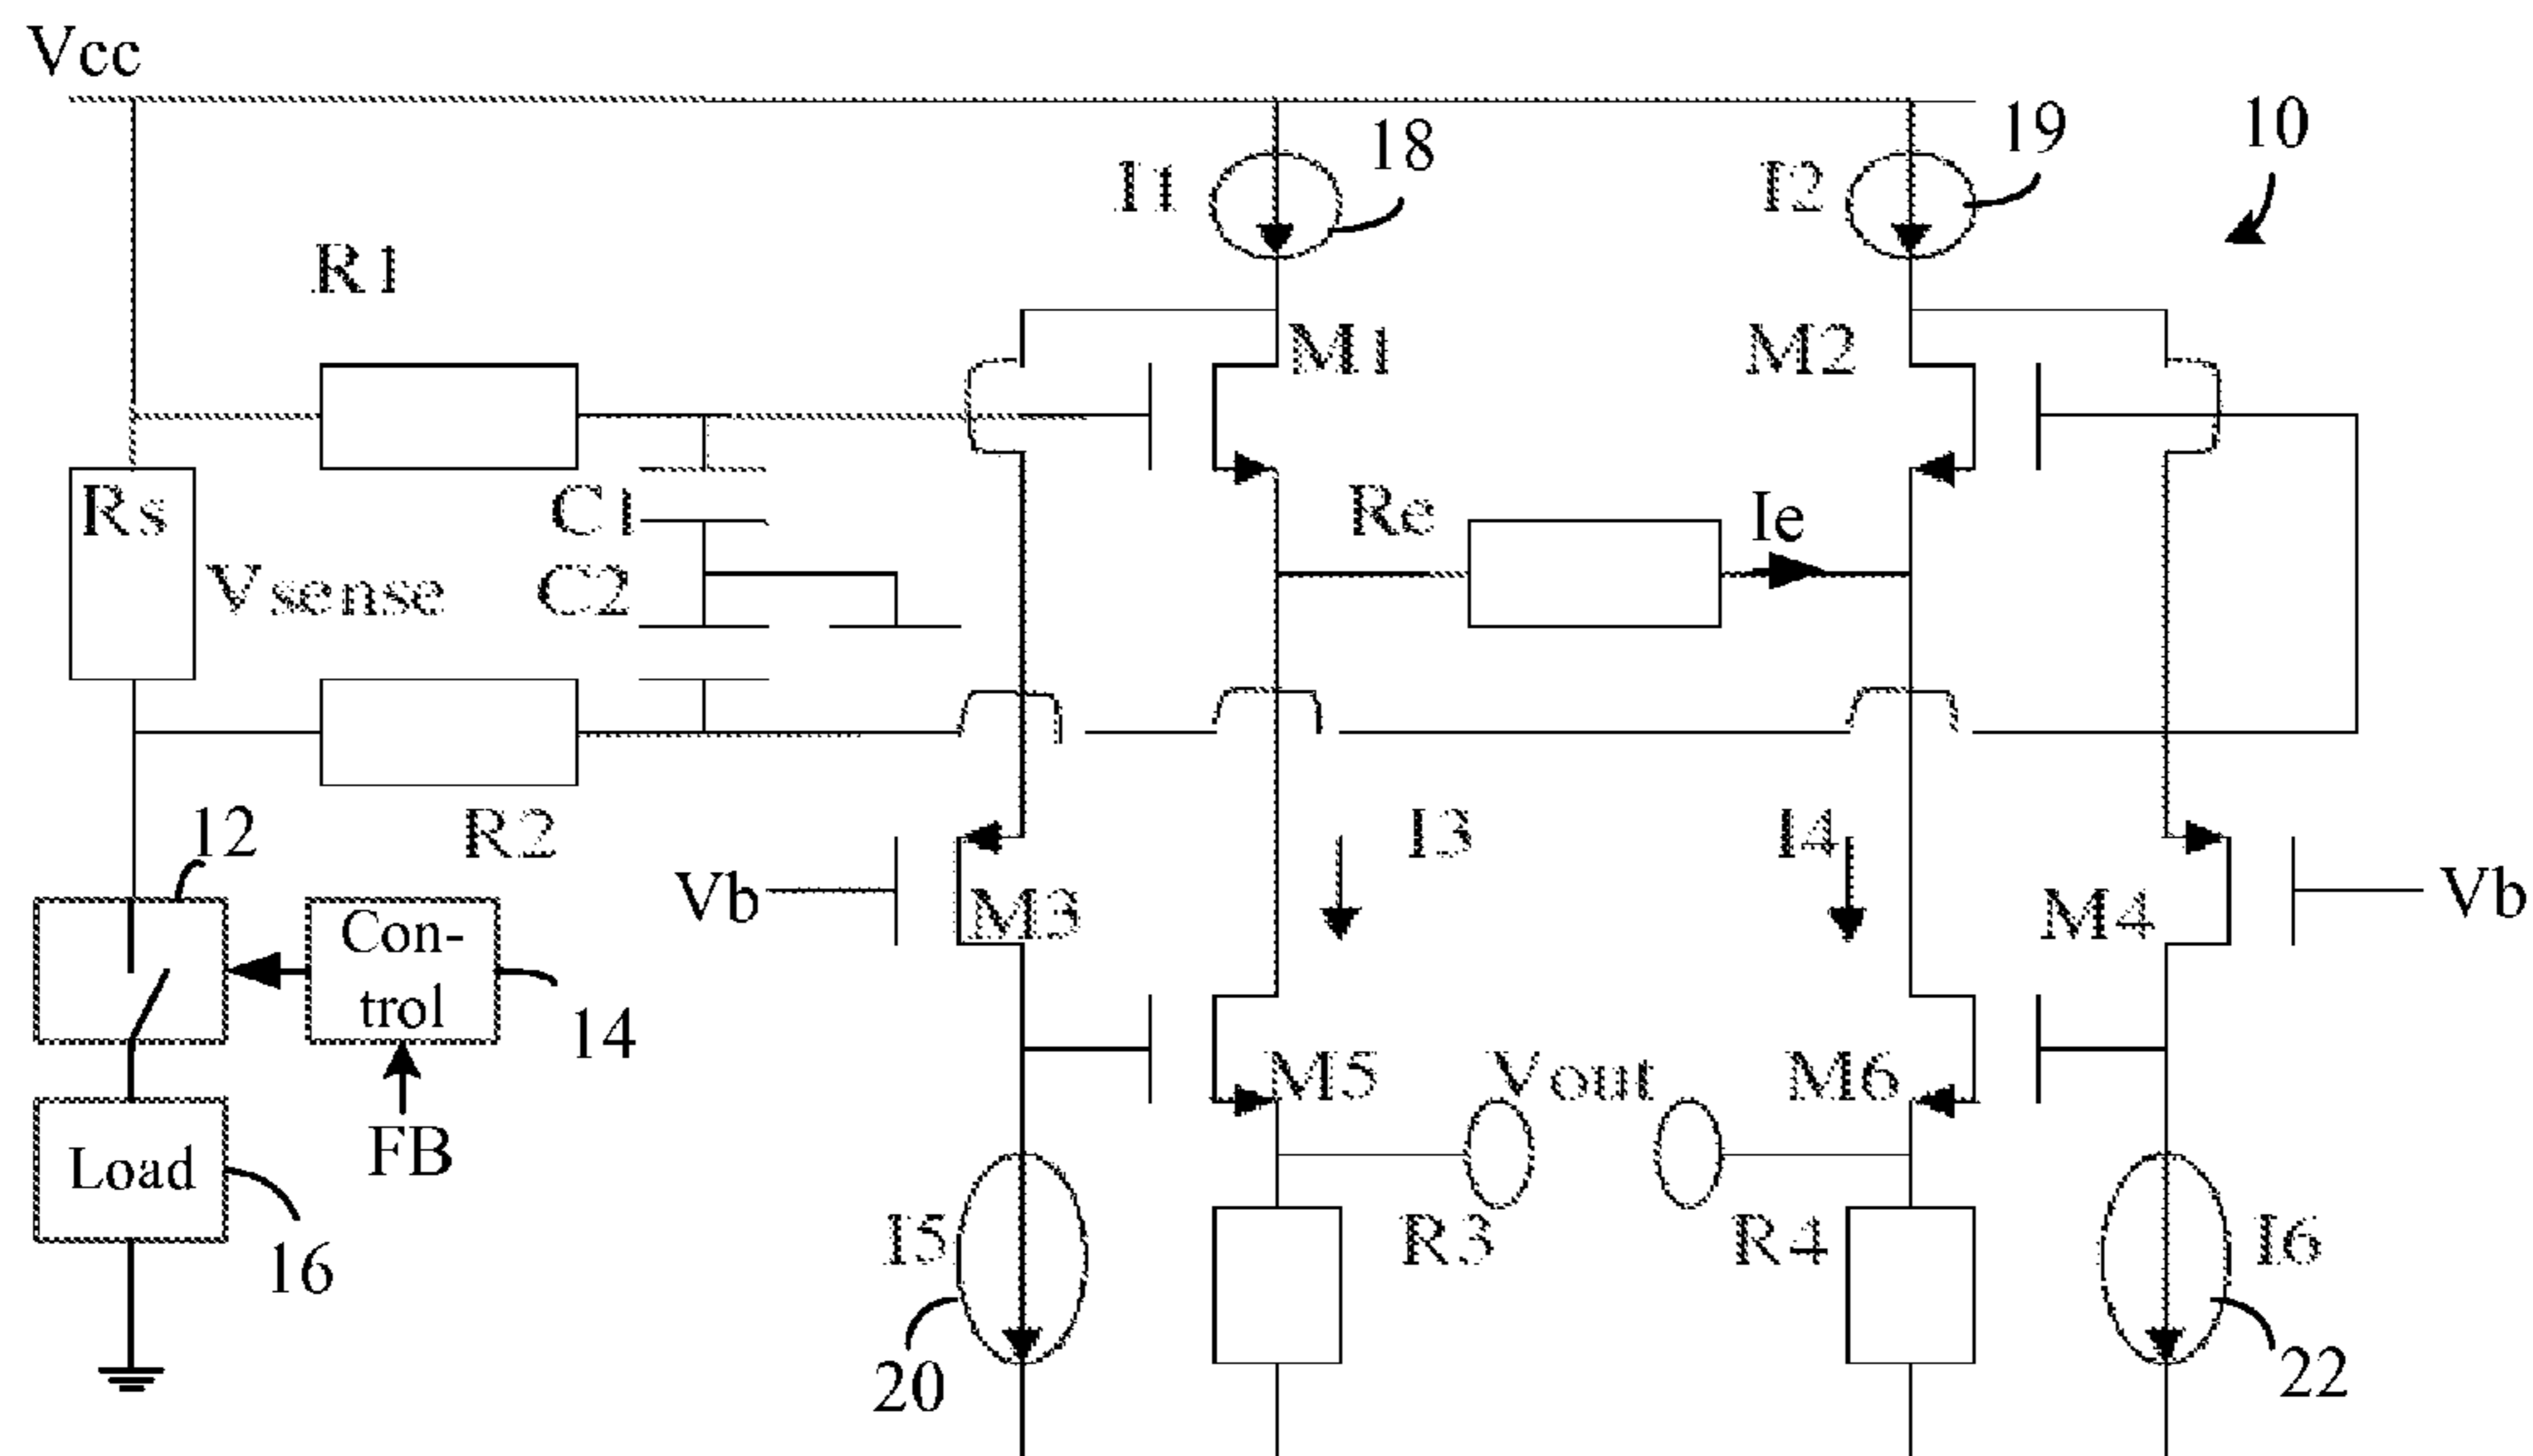 Vcc
18
19
10
I1
I2
R1
M1
M2
Rs
C1
Re
Ie
Vsense
C2
12
R2
I3
I4
Vb
M3
M4
Vb
Con-
trol
14
M5
Vout
M6
FB
Load
16
I5
R3
R4
I6
20
22